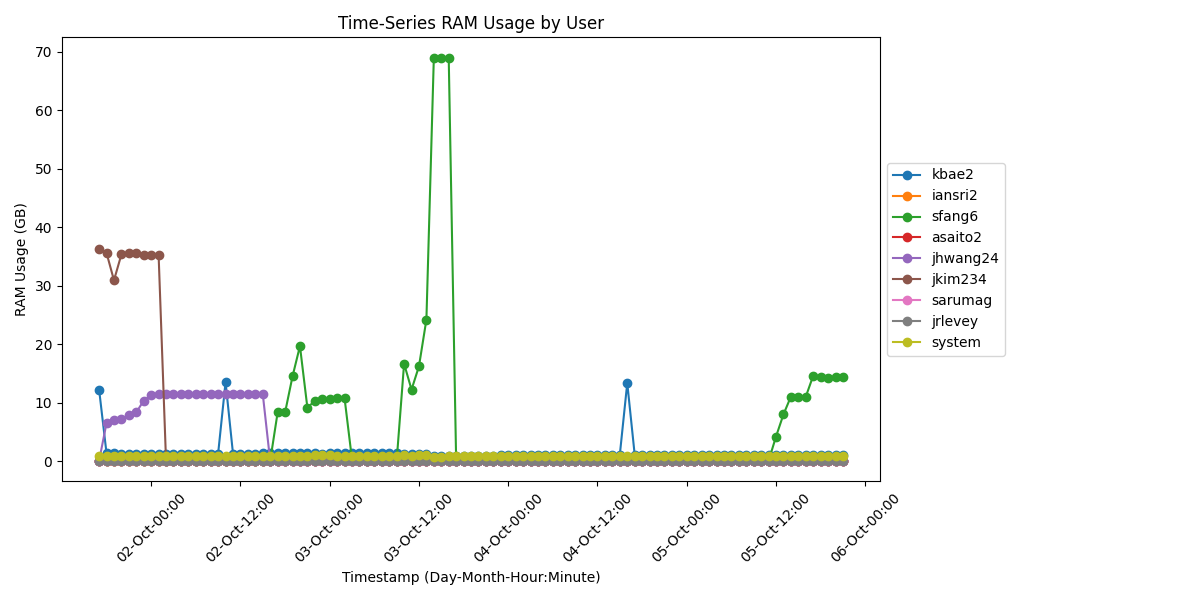 Time-Series RAM Usage by User
RAM Usage (GB)
70
60
50
40
30
20
10
0
02-Oct-00:00
02-Oct-12:00
03-Oct-00:00
03-Oct-12:00
04-Oct-00:00
04-Oct-12:00
05-Oct-00:00
05-Oct-12:00
06-Oct-00:00
Timestamp (Day-Month-Hour:Minute)
kbae2
iansri2
sfang6
asaito2
jhwang24
jkim234
sarumag
jrlevey
system